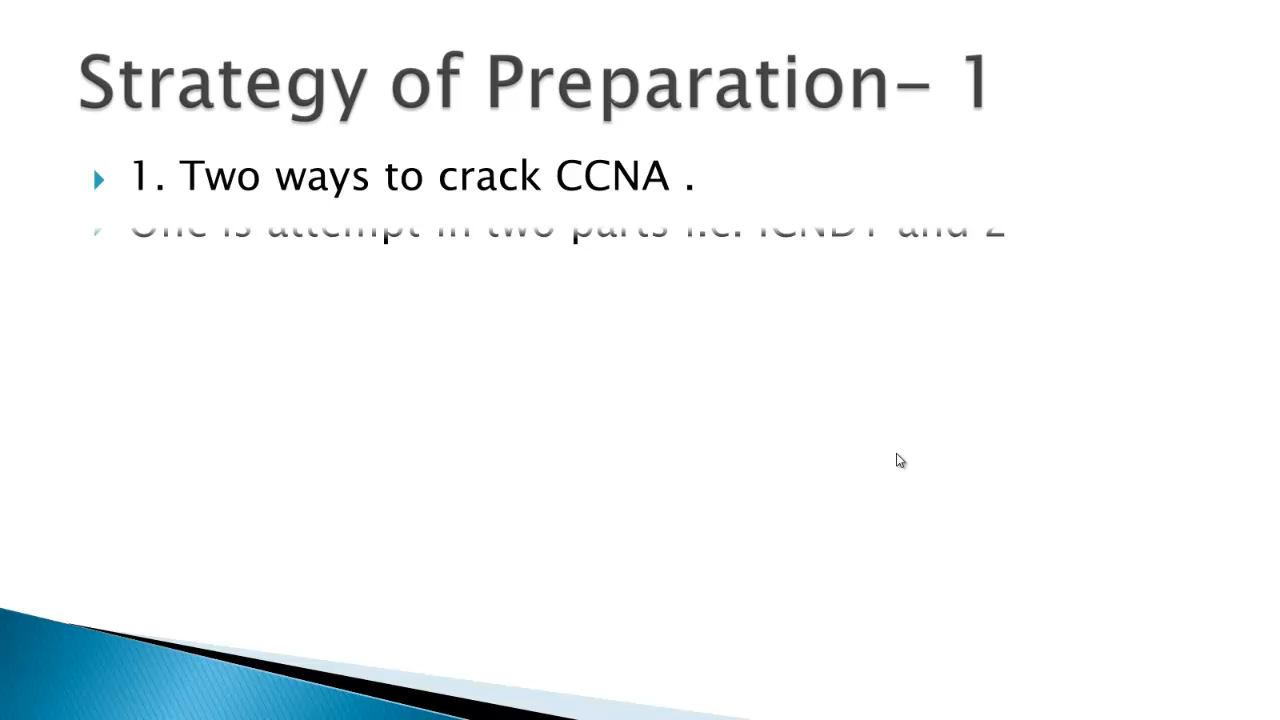 Strategy of Preparation- 1
1. Two ways to crack CCNA .
One is attempt in two parts i.e. ICND1 and 2